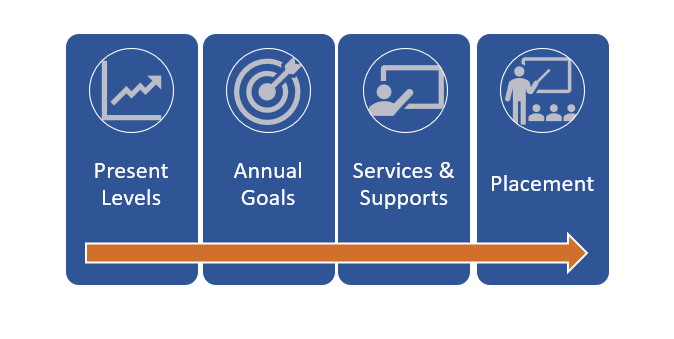 Present
Levels
Annual
Goals
Services &
Supports
Placement